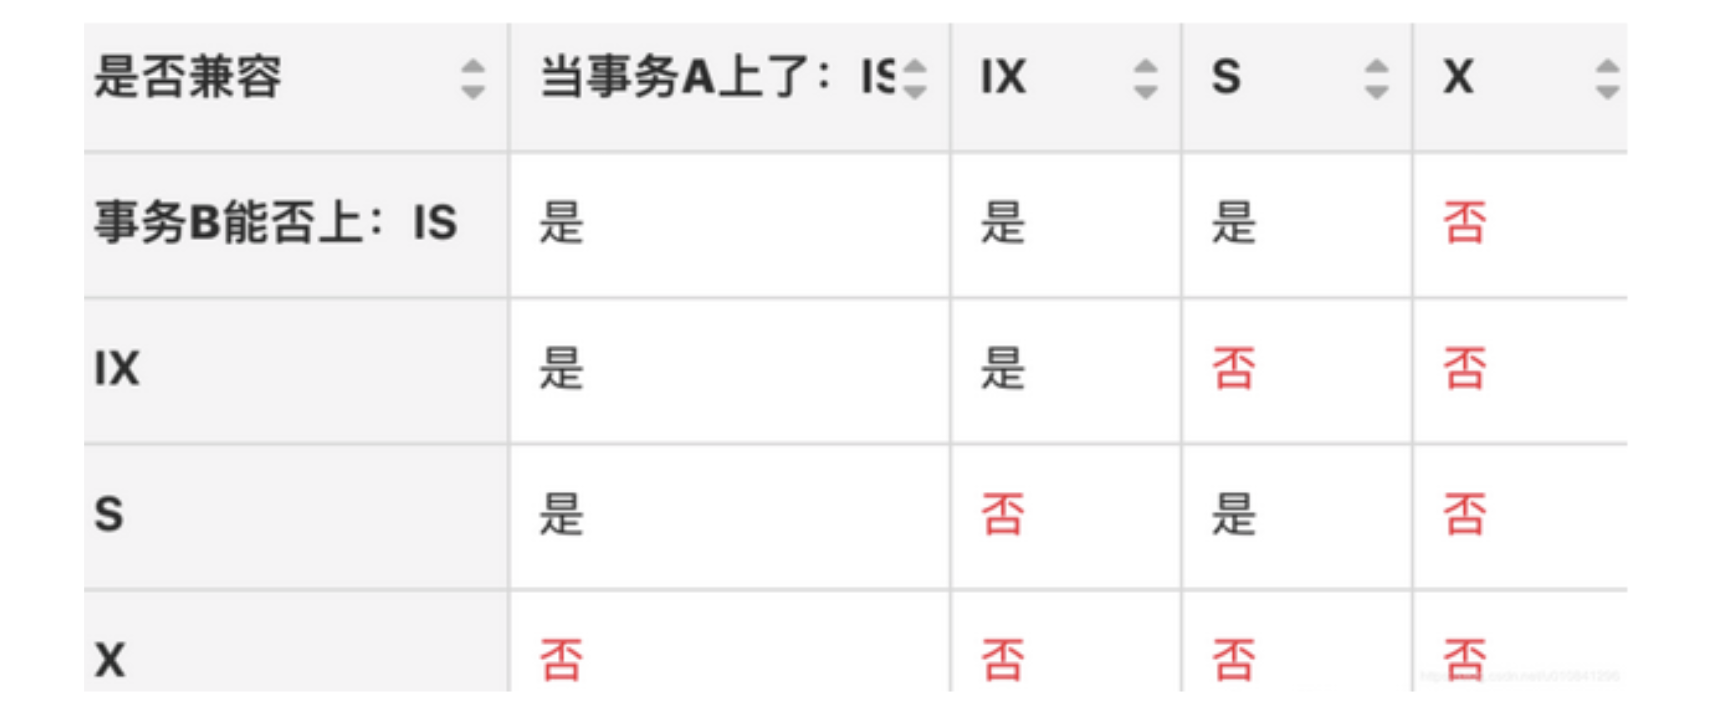 是否兼容 当事务A上了：IS IX S X
事务B能否上：IS 是 是 是 否
IX 是 是 否 否
S 是 否 是 否
X 否 否 否 否